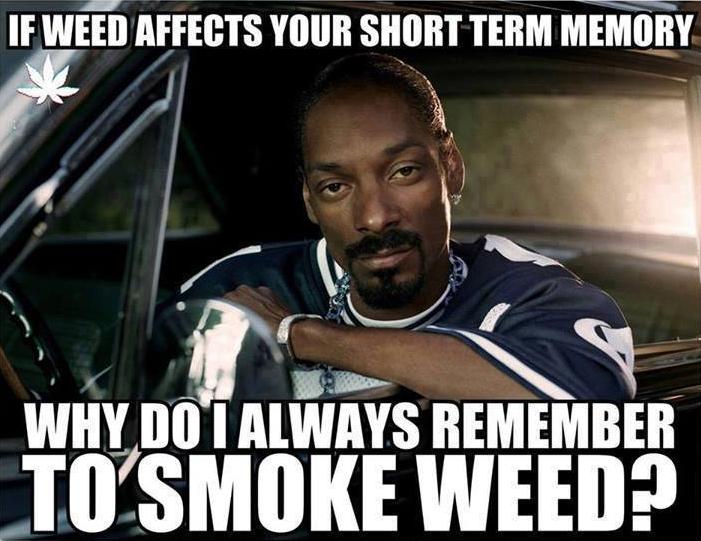 IF WEED AFFECTS YOUR SHORT TERM MEMORY
WHY DO I ALWAYS REMEMBER
TO SMOKE WEED?